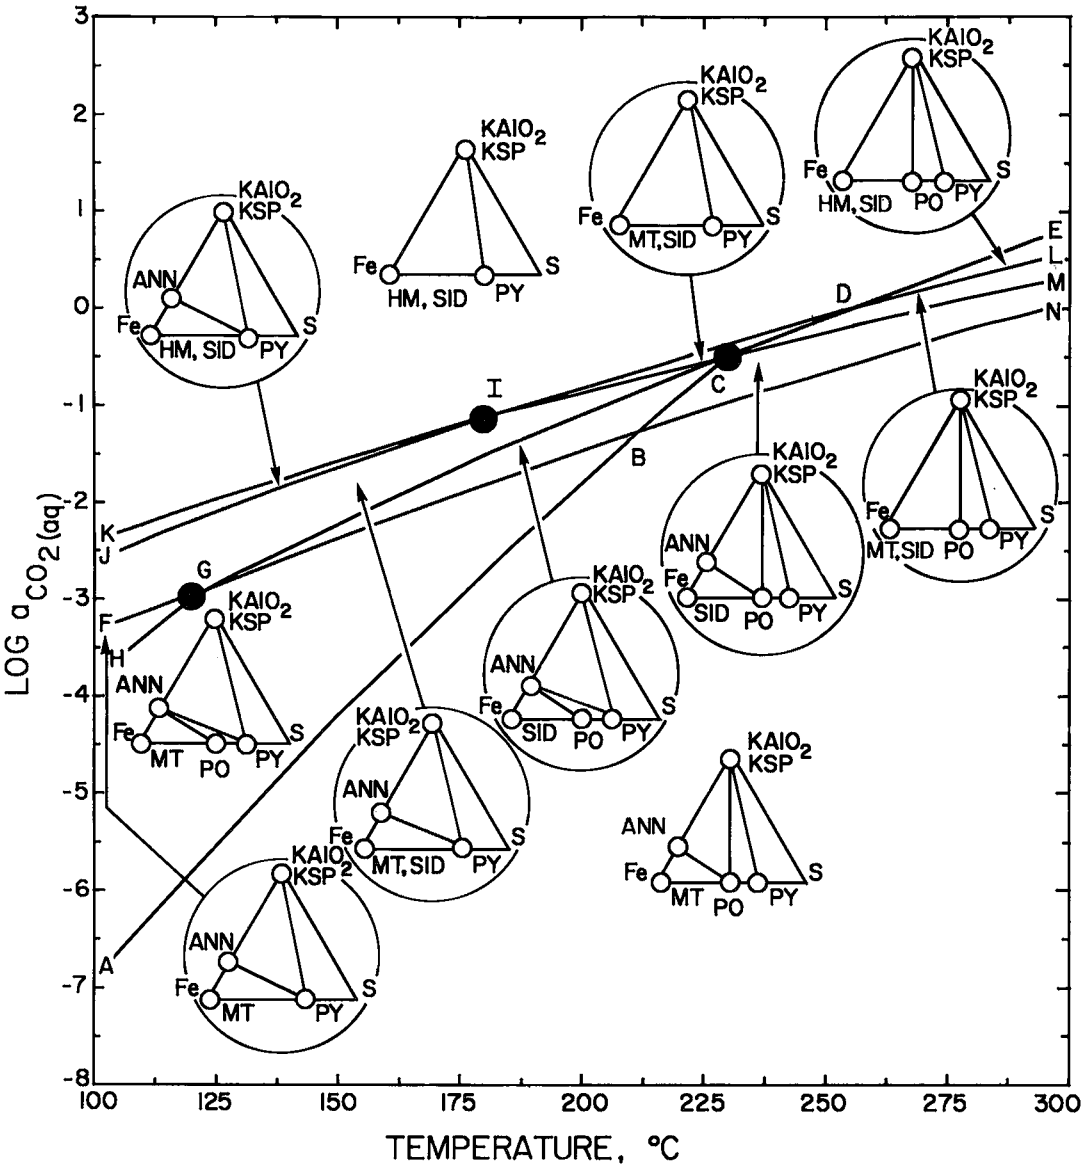 3
2
1
0
-1
-2
-3
-4
-5
-6
-7
-8
LOG aCO2(aq)
100
125
150
175
200
225
250
275
300
TEMPERATURE, °C
KAlO2
KSP
ANN
Fe
HM, SID
PY
S
KAlO2
KSP
Fe
HM, SID
PY
S
KAlO2
KSP
Fe
MT, SID
PY
S
KAlO2
KSP
Fe
HM, SID
PO
PY
S
E
L
M
N
D
C
I
B
K
J
G
F
H
A
KAlO2
KSP
ANN
Fe
MT
PO
PY
S
KAlO2
KSP
ANN
Fe
MT, SID
PY
S
KAlO2
KSP
ANN
Fe
SID
PO
PY
S
KAlO2
KSP
ANN
Fe
SID
PO
PY
S
KAlO2
KSP
Fe
MT, SID
PO
PY
S
KAlO2
KSP
ANN
Fe
MT
PY
S
KAlO2
KSP
ANN
Fe
MT
PO
PY
S